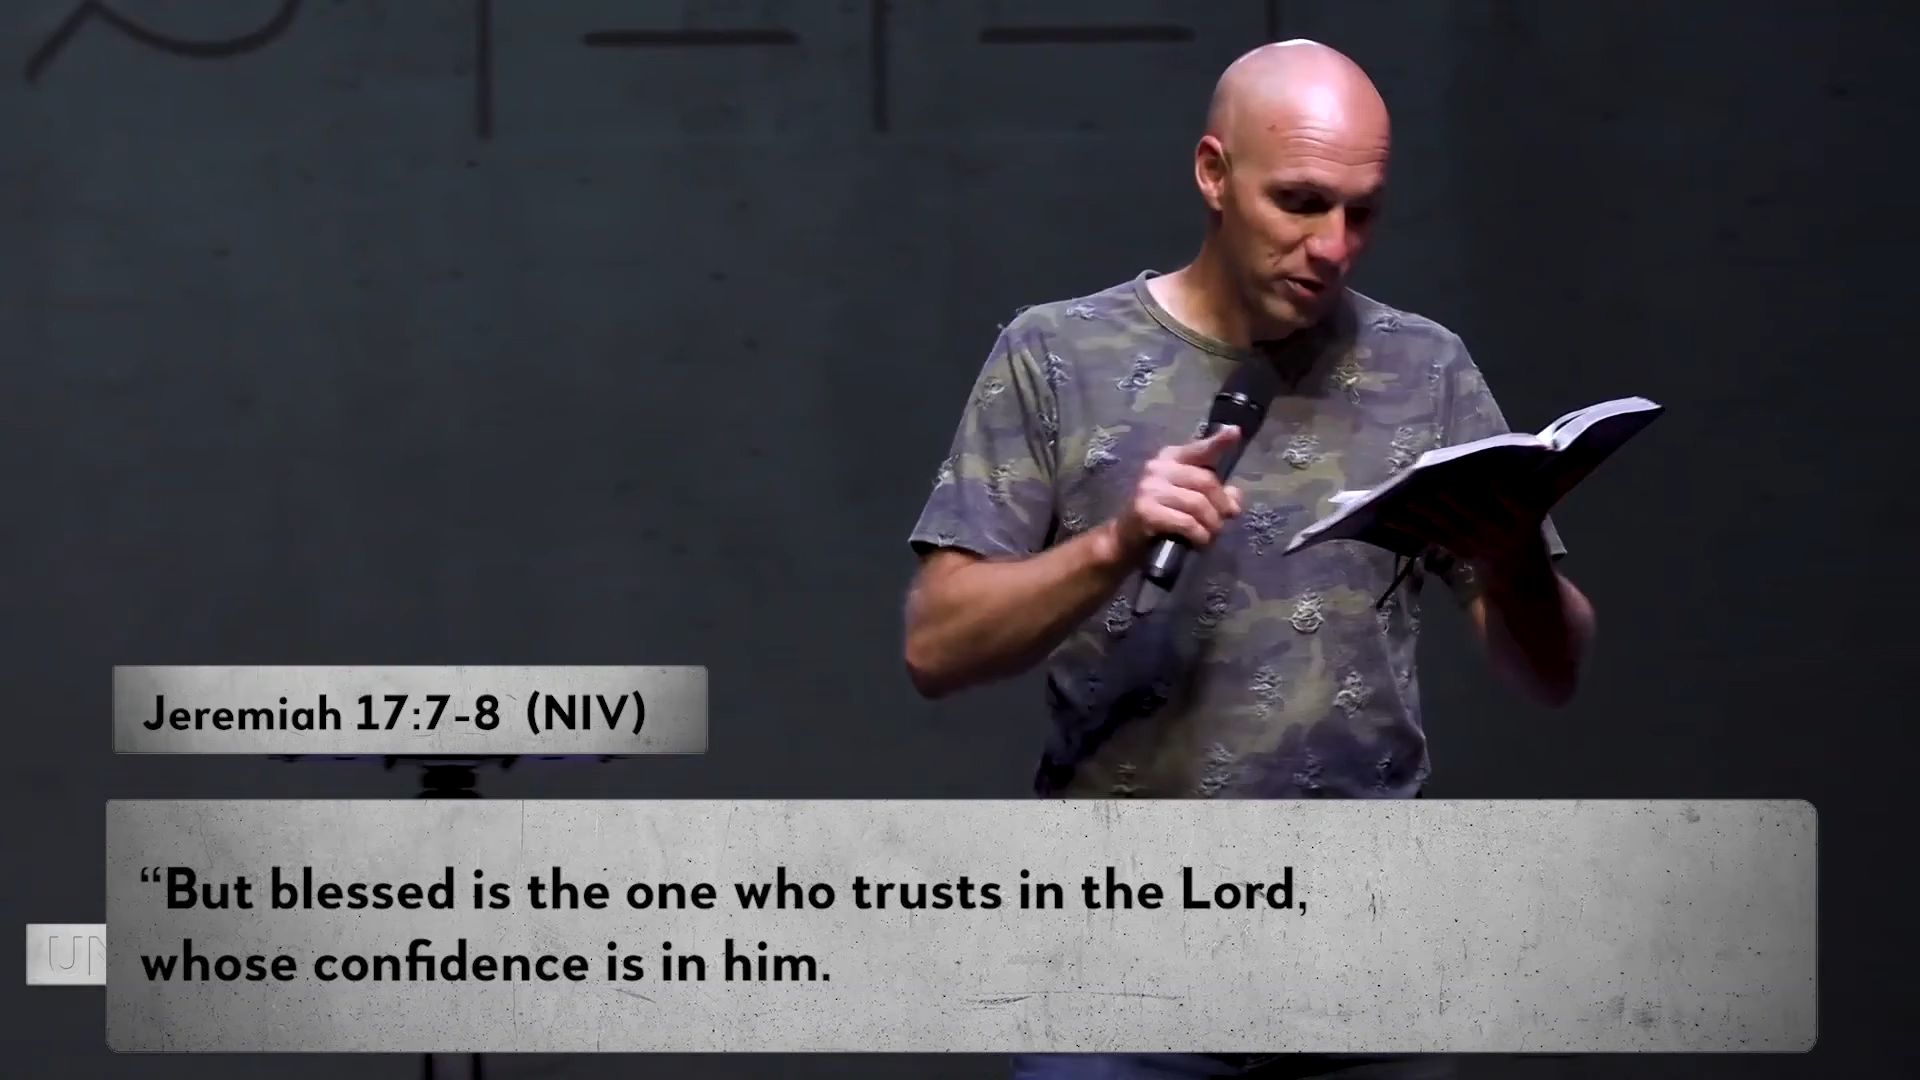 Jeremiah 17:7-8 (NIV)
“But blessed is the one who trusts in the Lord,
whose confidence is in him.